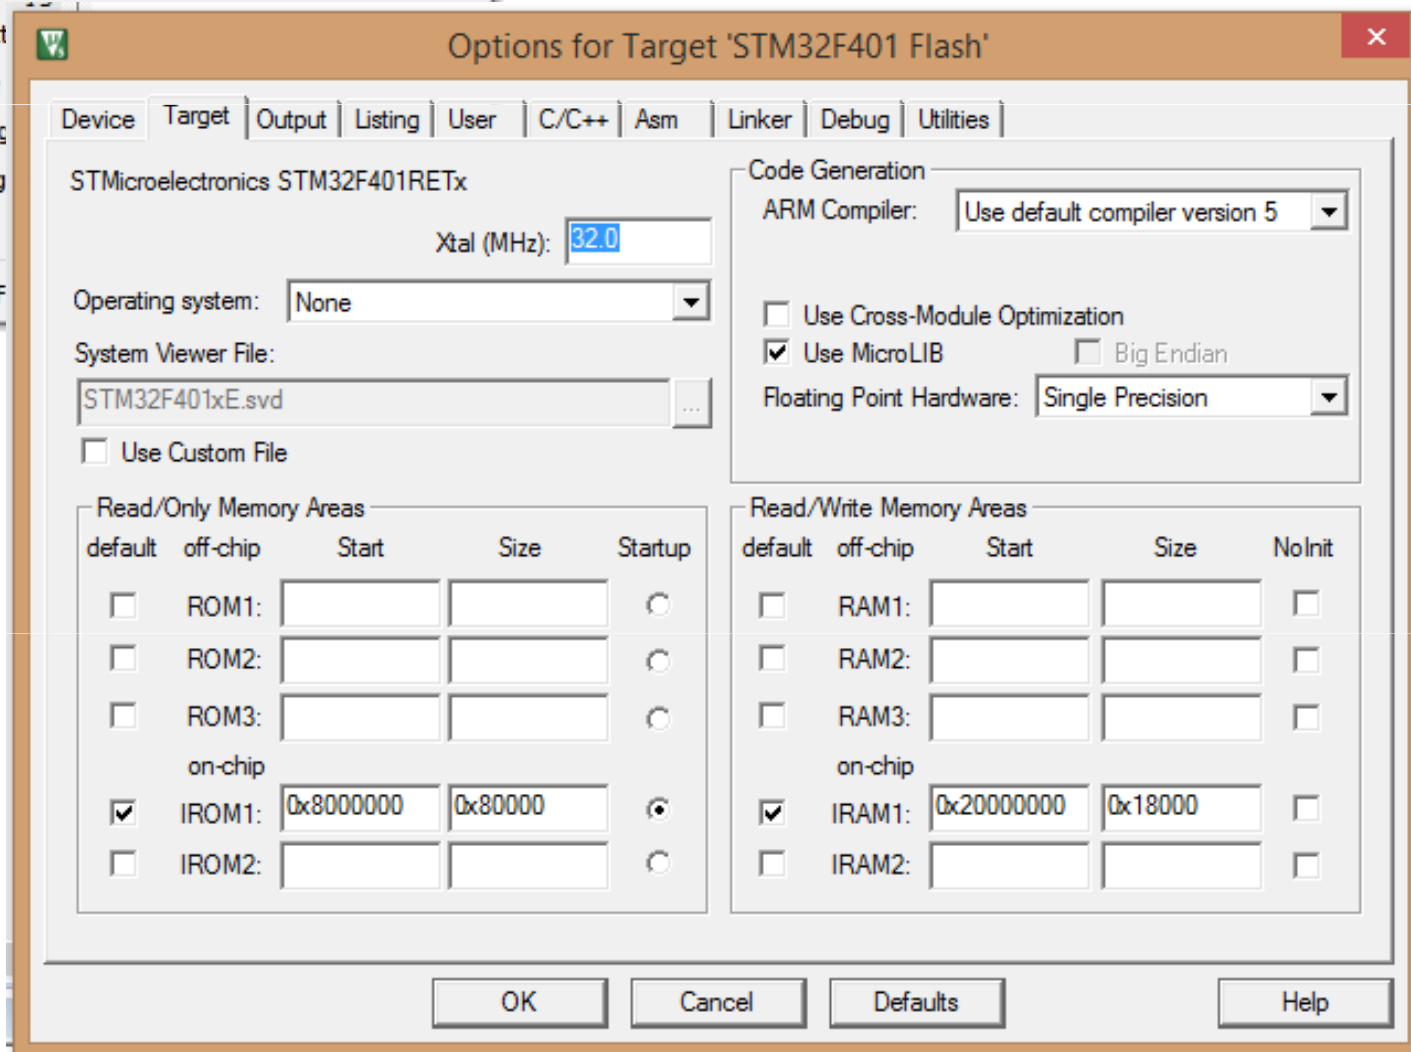 Options for Target 'STM32F401 Flash'
Device Target Output Listing User C/C++ Asm Linker Debug Utilities
STMicroelectronics STM32F401RETx
Xtal (MHz): 32.0
Operating system: None
System Viewer File:
STM32F401xE.svd ...
Use Custom File
Code Generation
ARM Compiler: Use default compiler version 5
Use Cross-Module Optimization
Use MicroLIB Big Endian
Floating Point Hardware: Single Precision
Read/Only Memory Areas
default off-chip Start Size Startup
ROM1:
ROM2:
ROM3:
on-chip
IROM1: 0x8000000 0x80000
IROM2:
Read/Write Memory Areas
default off-chip Start Size NoInit
RAM1:
RAM2:
RAM3:
on-chip
IRAM1: 0x20000000 0x18000
IRAM2:
OK Cancel Defaults Help